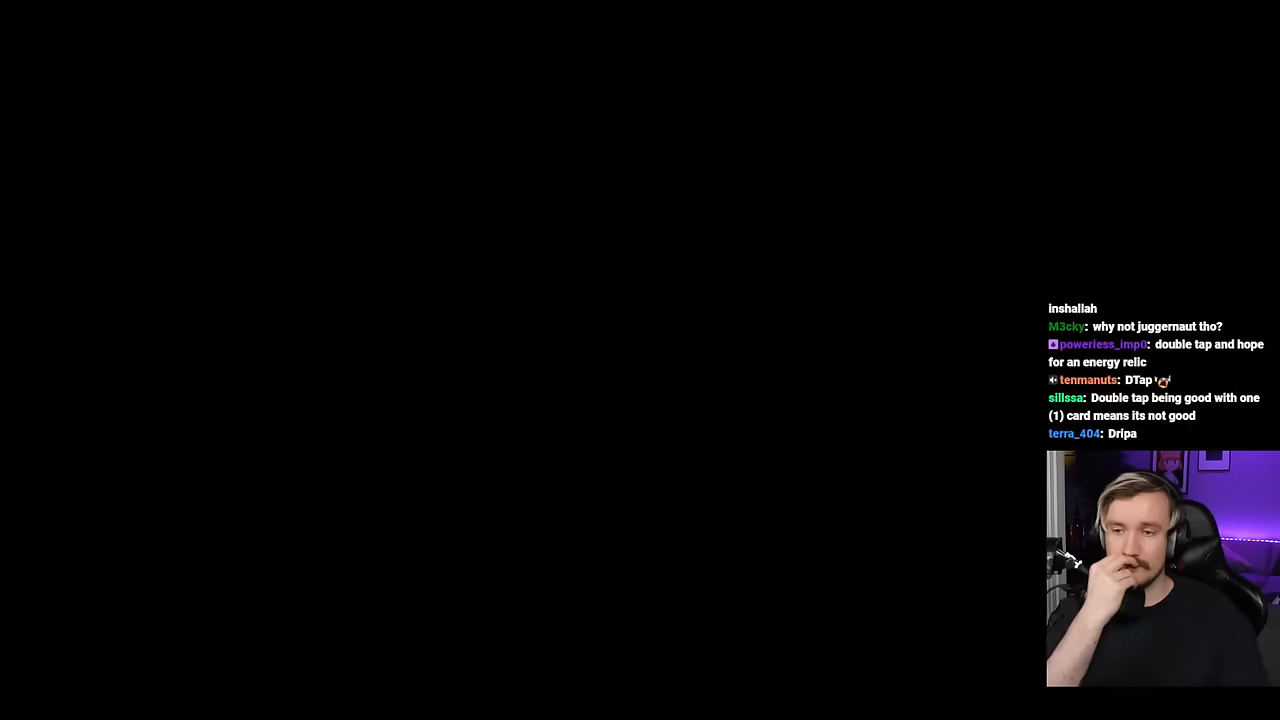 inshallah
M3cky: why not juggernaut tho?
powerless_imp0: double tap and hope
for an energy relic
tenmanuts: DTap
sillssa: Double tap being good with one
(1) card means its not good
terra_404: Dripa